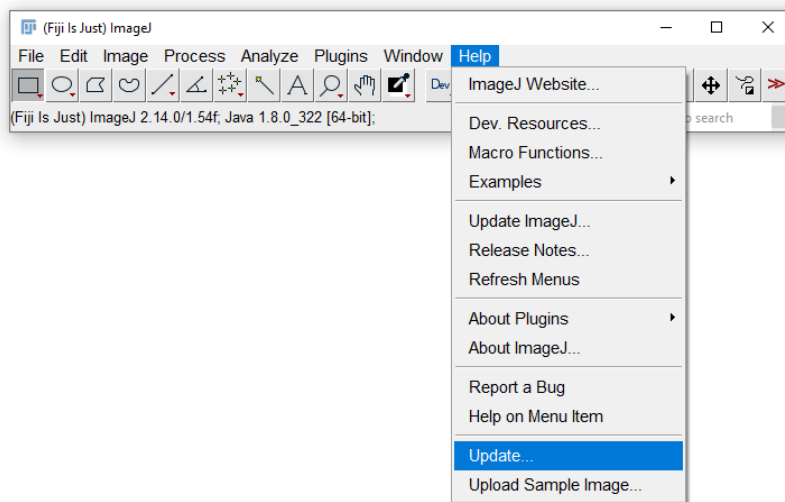 (Fiji Is Just) ImageJ
File Edit Image Process Analyze Plugins Window Help
A Dev
(Fiji Is Just) ImageJ 2.14.0/1.54f; Java 1.8.0_322 [64-bit];
search
ImageJ Website...
Dev. Resources...
Macro Functions...
Examples
Update ImageJ...
Release Notes...
Refresh Menus
About Plugins
About ImageJ...
Report a Bug
Help on Menu Item
Update...
Upload Sample Image...